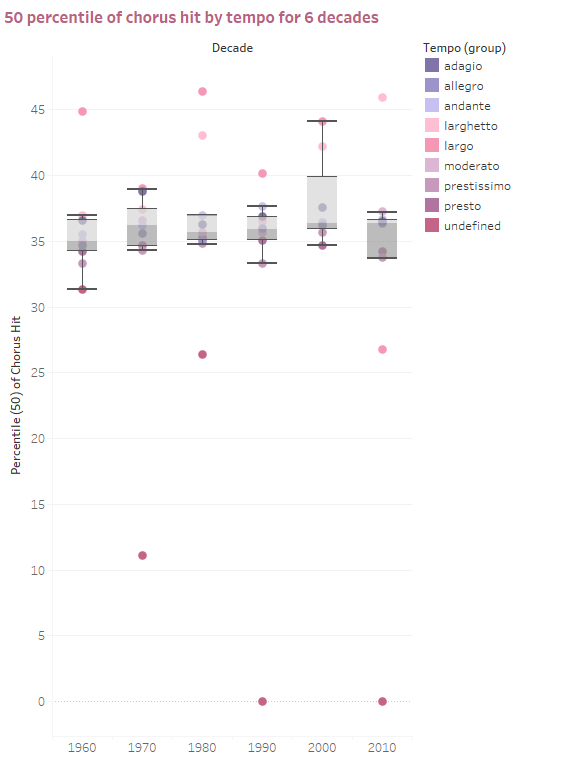 50 percentile of chorus hit by tempo for 6 decades
Decade
Tempo (group)
adagio
allegro
andante
larghetto
largo
moderato
prestissimo
presto
undefined
Percentile (50) of Chorus Hit
45
40
35
30
25
20
15
10
5
0
1960 1970 1980 1990 2000 2010